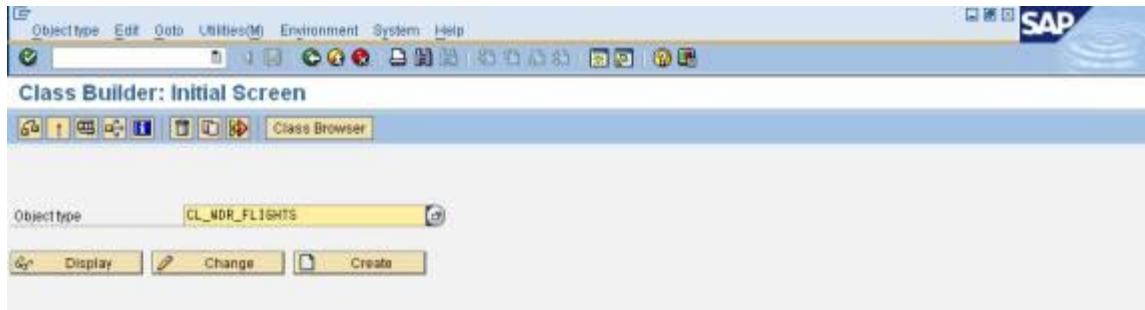 Object type Edit Goto Utilities(M) Environment System Help
SAP
Class Builder: Initial Screen
Class Browser
Object type CL_WDR_FLIGHTS
Display Change Create